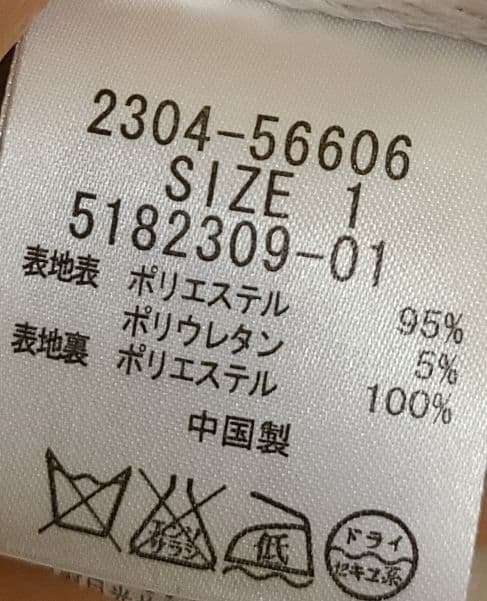 2304-56606
SIZE 1
5182309-01
表地表 ポリエステル 95%
ポリウレタン 5%
表地裏 ポリエステル 100%
中国製
エンソ サラシ 低 ドライ
セキユ系